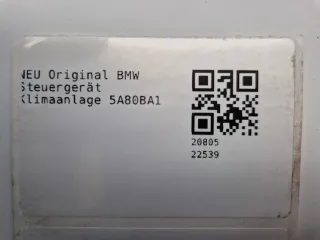 NEU Original BMW
Steuergerät
Klimaanlage 5A80BA1
20805
22539